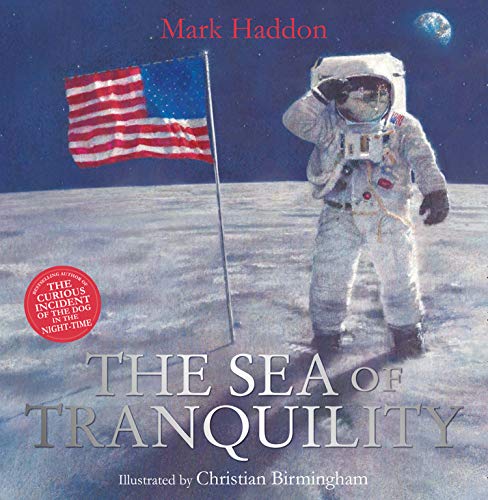 Mark Haddon
BESTSELLING AUTHOR OF
THE
CURIOUS
INCIDENT
OF THE DOG
IN THE
NIGHT-TIME
THE SEA OF
TRANQUILITY
Illustrated by Christian Birmingham